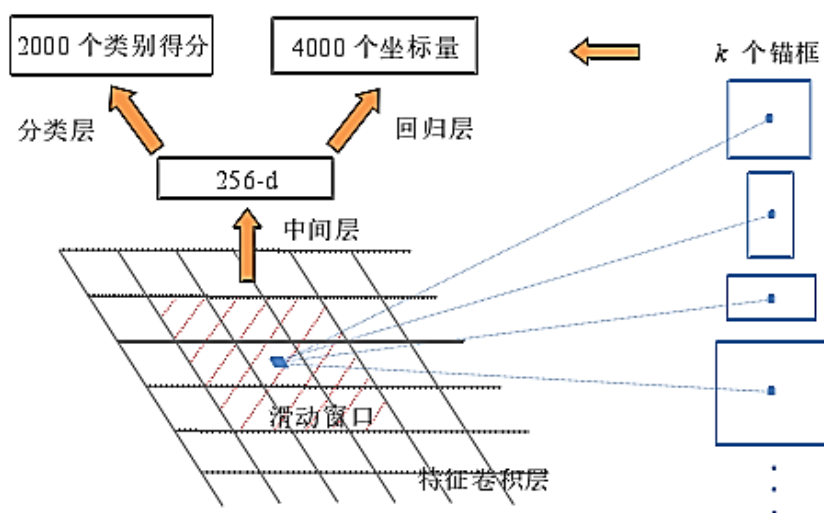 2000 个类别得分
4000 个坐标量
k 个锚框
分类层
回归层
256-d
中间层
滑动窗口
特征卷积层